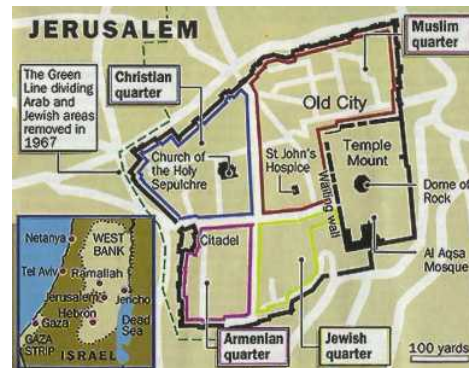 JERUSALEM
Muslim
quarter
The Green
Line dividing
Arab and
Jewish areas
removed in
1967
Christian
quarter
Old City
Church of
the Holy
Sepulchre
St John's
Hospice
Temple
Mount
Wailing wall
Dome of
Rock
Citadel
Al Aqsa
Mosque
Netanya
WEST
BANK
Tel Aviv
Ramallah
Jerusalem
Jericho
Hebron
Gaza
Dead
Sea
GAZA
STRIP
ISRAEL
Armenian
quarter
Jewish
quarter
100 yards